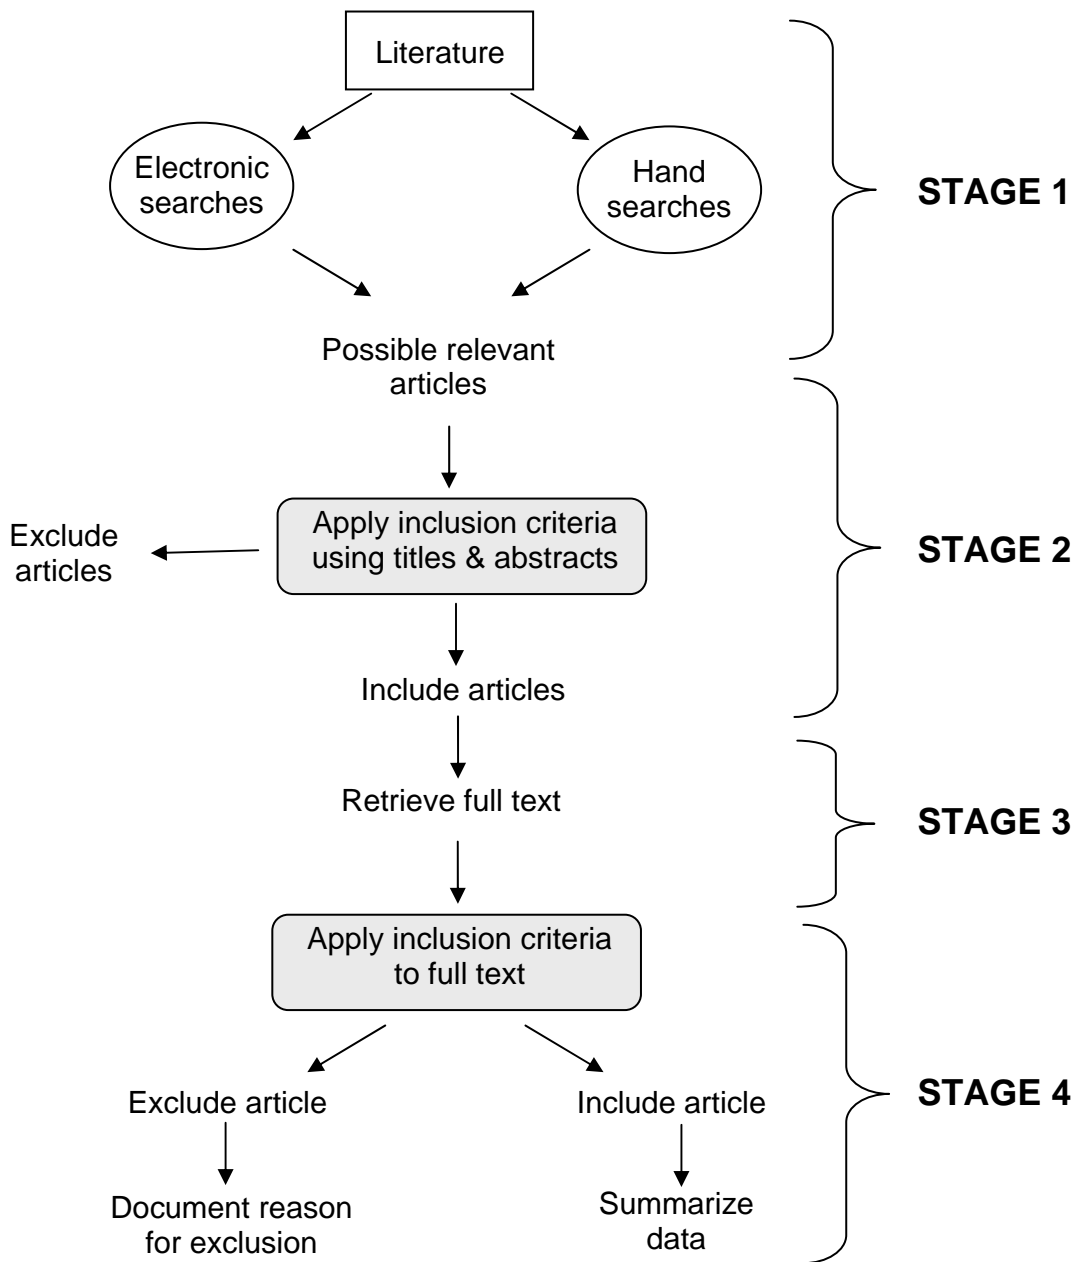 Literature
Electronic
searches
Hand
searches
STAGE 1
Possible relevant
articles
Apply inclusion criteria
using titles & abstracts
Exclude
articles
STAGE 2
Include articles
Retrieve full text
STAGE 3
Apply inclusion criteria
to full text
Exclude article
Include article
STAGE 4
Document reason
for exclusion
Summarize
data